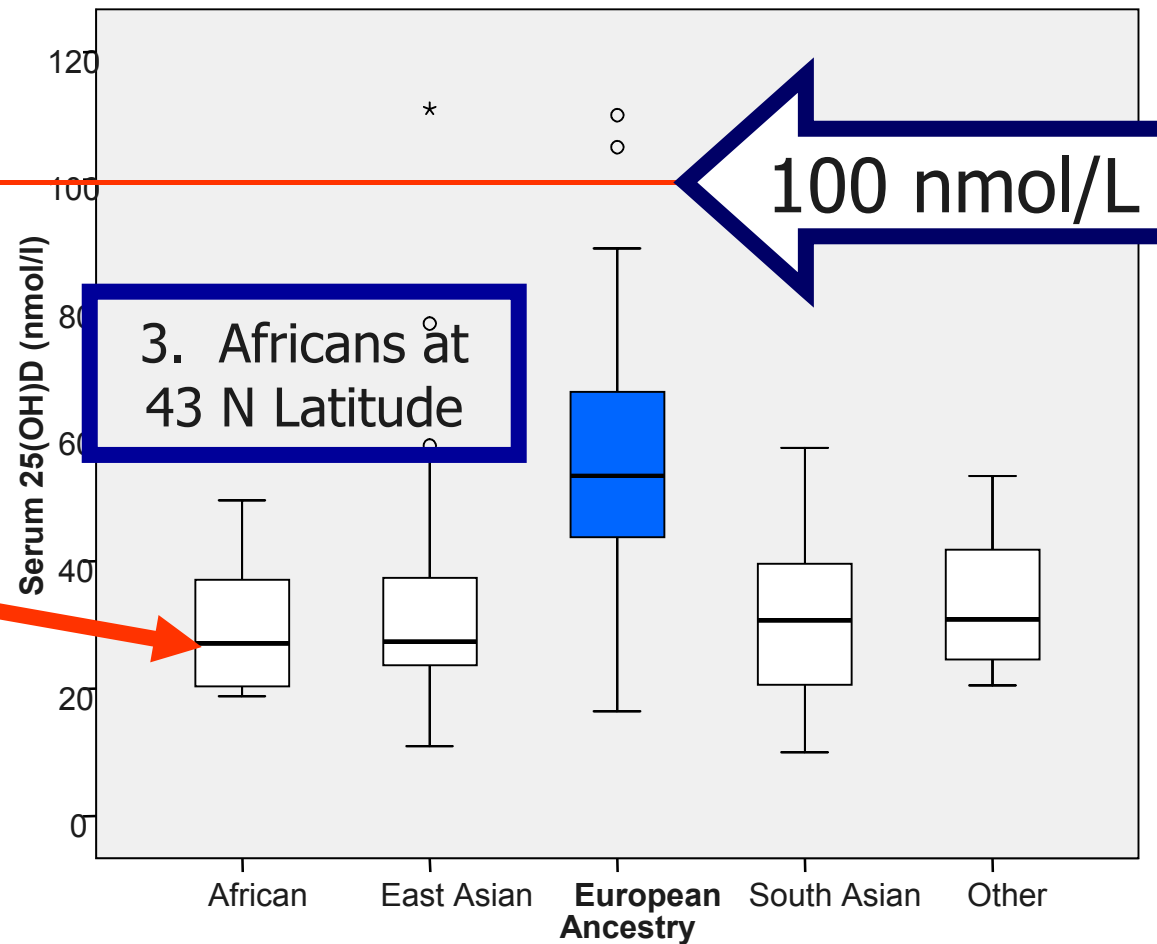 120
100
80
60
40
20
0
Serum 25(OH)D (nmol/l)
100 nmol/L
3. Africans at
43 N Latitude
African
East Asian
European
South Asian
Other
Ancestry